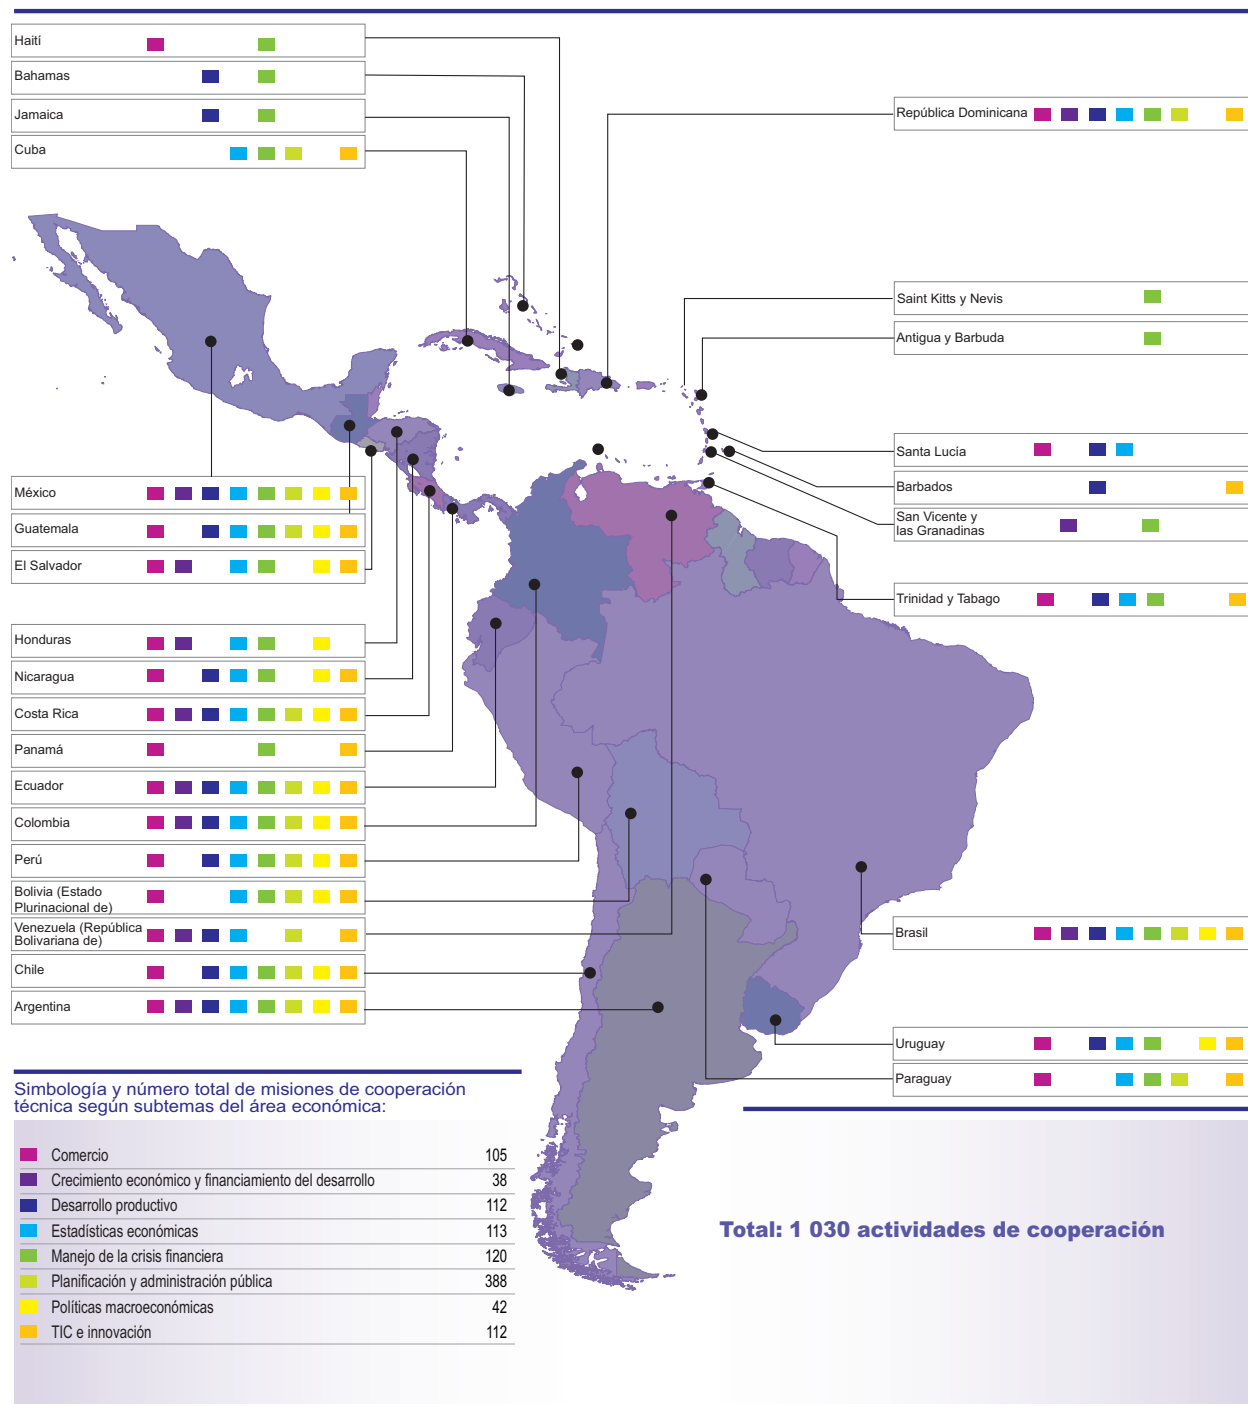 Haití
Bahamas
Jamaica
Cuba
República Dominicana
Saint Kitts y Nevis
Antigua y Barbuda
Santa Lucía
Barbados
San Vicente y
las Granadinas
Trinidad y Tabago
México
Guatemala
El Salvador
Honduras
Nicaragua
Costa Rica
Panamá
Ecuador
Colombia
Perú
Bolivia (Estado
Plurinacional de)
Venezuela (República
Bolivariana de)
Chile
Argentina
Brasil
Uruguay
Paraguay
Simbología y número total de misiones de cooperación
técnica según subtemas del área económica:
Comercio 105
Crecimiento económico y financiamiento del desarrollo 38
Desarrollo productivo 112
Estadísticas económicas 113
Manejo de la crisis financiera 120
Planificación y administración pública 388
Políticas macroeconómicas 42
TIC e innovación 112
Total: 1 030 actividades de cooperación